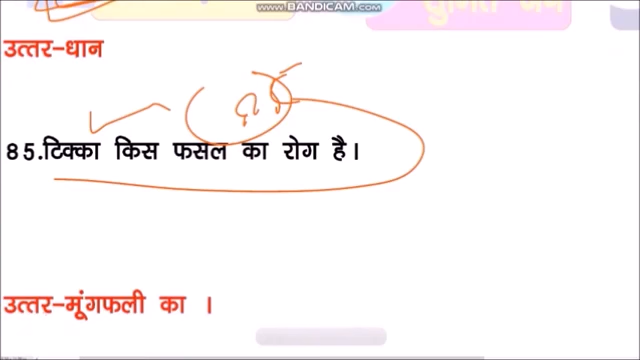 www.BANDICAM.com
उत्तर-धान
85.टिक्का किस फसल का रोग है।
उत्तर-मूंगफली का ।